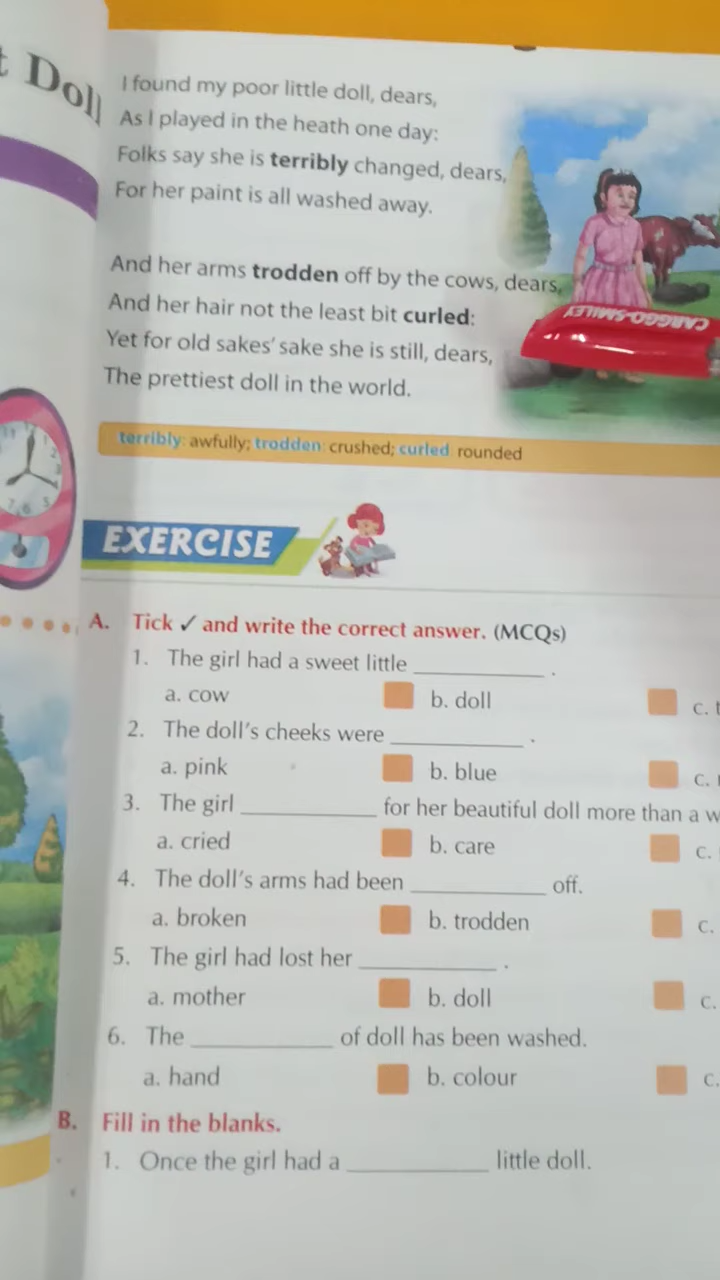 t Doll
I found my poor little doll, dears,
As I played in the heath one day:
Folks say she is terribly changed, dears,
For her paint is all washed away.
And her arms trodden off by the cows, dears,
And her hair not the least bit curled:
Yet for old sakes' sake she is still, dears,
The prettiest doll in the world.
CARGGO-SMILEY
terribly: awfully; trodden: crushed; curled: rounded
EXERCISE
A. Tick ✓ and write the correct answer. (MCQs)
1. The girl had a sweet little ____________ .
a. cow b. doll c. t
2. The doll's cheeks were ____________ .
a. pink b. blue c.
3. The girl ____________ for her beautiful doll more than a w
a. cried b. care c.
4. The doll's arms had been ____________ off.
a. broken b. trodden c.
5. The girl had lost her ____________ .
a. mother b. doll c.
6. The ____________ of doll has been washed.
a. hand b. colour c.
B. Fill in the blanks.
1. Once the girl had a ____________ little doll.